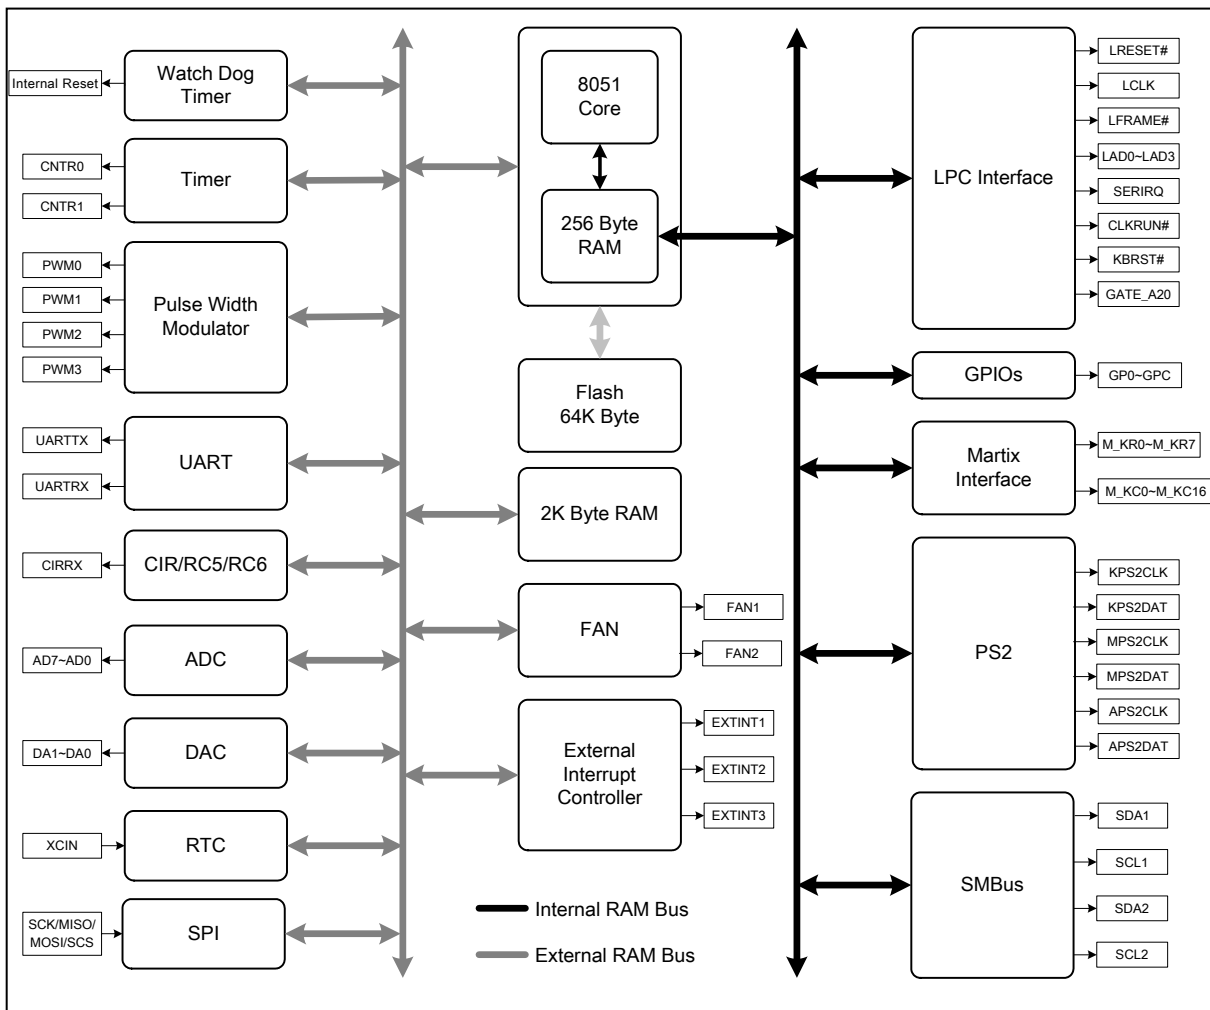 Internal Reset
Watch Dog
Timer
CNTR0
CNTR1
Timer
PWM0
PWM1
PWM2
PWM3
Pulse Width
Modulator
UARTTX
UARTRX
UART
CIRRX
CIR/RC5/RC6
AD7~AD0
ADC
DA1~DA0
DAC
XCIN
RTC
SCK/MISO/
MOSI/SCS
SPI
8051
Core
256 Byte
RAM
Flash
64K Byte
2K Byte RAM
FAN
FAN1
FAN2
External
Interrupt
Controller
EXTINT1
EXTINT2
EXTINT3
Internal RAM Bus
External RAM Bus
LPC Interface
LRESET#
LCLK
LFRAME#
LAD0~LAD3
SERIRQ
CLKRUN#
KBRST#
GATE_A20
GPIOs
GP0~GPC
Martix
Interface
M_KR0~M_KR7
M_KC0~M_KC16
PS2
KPS2CLK
KPS2DAT
MPS2CLK
MPS2DAT
APS2CLK
APS2DAT
SMBus
SDA1
SCL1
SDA2
SCL2